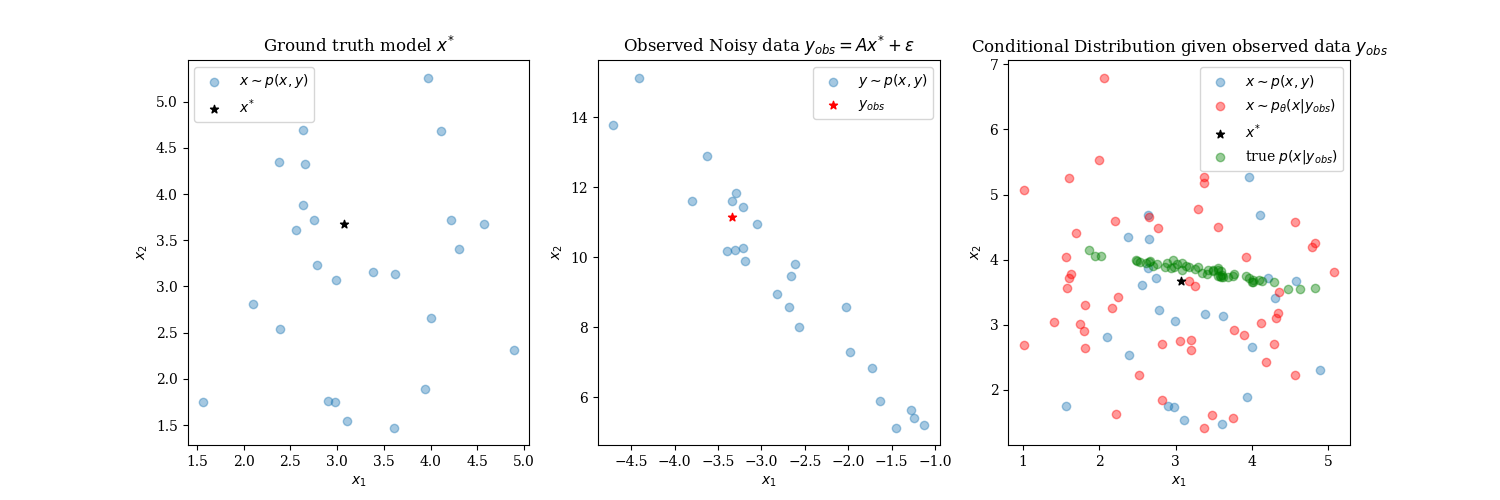 Ground truth model $x^*$
$x \sim p(x, y)$
$x^*$
5.0
4.5
4.0
3.5
3.0
2.5
2.0
1.5
$x_2$
1.5 2.0 2.5 3.0 3.5 4.0 4.5 5.0
$x_1$
Observed Noisy data $y_{obs} = Ax^* + \varepsilon$
$y \sim p(x, y)$
$y_{obs}$
14
12
10
8
6
$x_2$
−4.5 −4.0 −3.5 −3.0 −2.5 −2.0 −1.5 −1.0
$x_1$
Conditional Distribution given observed data $y_{obs}$
$x \sim p(x, y)$
$x \sim p_\theta(x|y_{obs})$
$x^*$
true $p(x|y_{obs})$
7
6
5
4
3
2
$x_2$
1 2 3 4 5
$x_1$